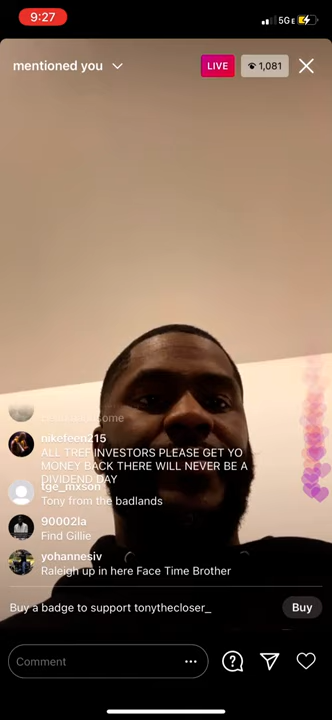 9:27
5GE
mentioned you
LIVE
1,081
some
nikefeen215
ALL TREF INVESTORS PLEASE GET YO
MONEY BACK THERE WILL NEVER BE A
DIVIDEND DAY
tge_mxson
Tony from the badlands
90002la
Find Gillie
yohannesiv
Raleigh up in here Face Time Brother
Buy a badge to support tonythecloser_
Buy
Comment